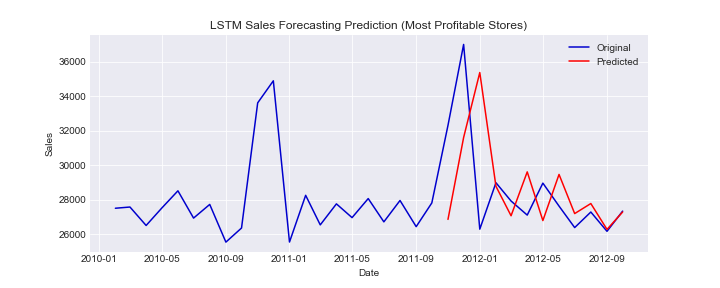 LSTM Sales Forecasting Prediction (Most Profitable Stores)
Original
Predicted
36000
34000
32000
30000
28000
26000
Sales
2010-01 2010-05 2010-09 2011-01 2011-05 2011-09 2012-01 2012-05 2012-09
Date